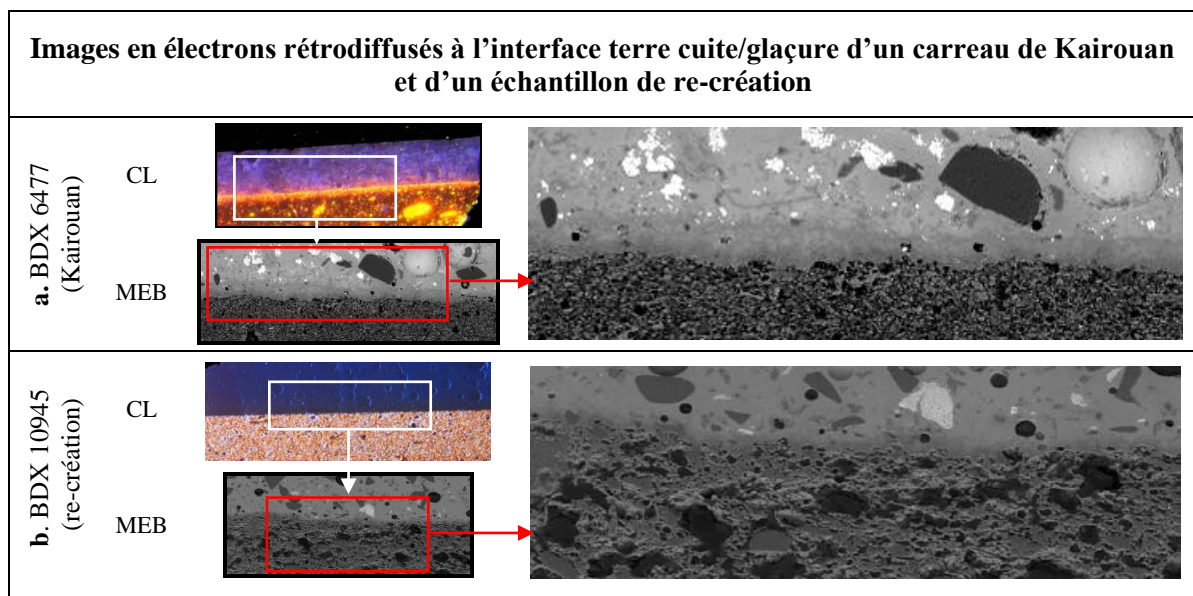 Images en électrons rétrodiffusés à l’interface terre cuite/glaçure d’un carreau de Kairouan
et d’un échantillon de re-création
a. BDX 6477
(Kairouan)
CL
MEB
b. BDX 10945
(re-création)
CL
MEB